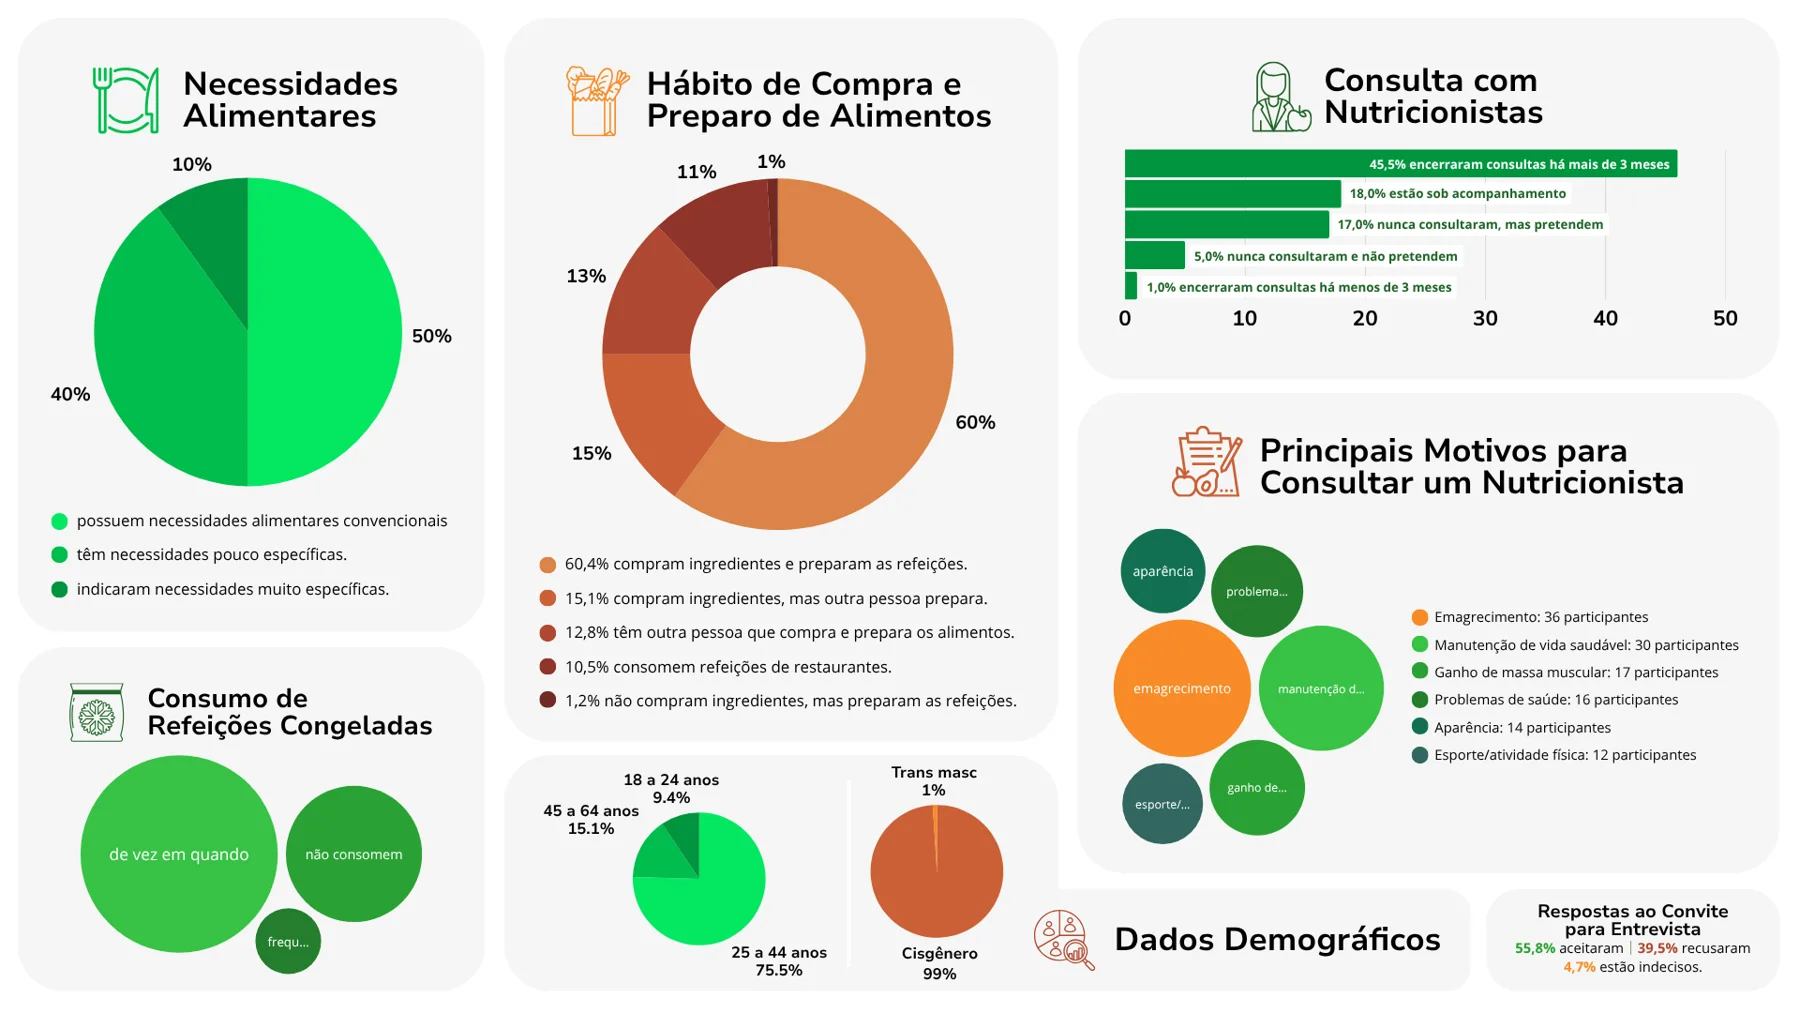 Necessidades
Alimentares
10%
50%
40%
possuem necessidades alimentares convencionais
têm necessidades pouco específicas.
indicaram necessidades muito específicas.
Consumo de
Refeições Congeladas
de vez em quando
não consomem
frequ...
Hábito de Compra e
Preparo de Alimentos
1%
11%
13%
60%
15%
60,4% compram ingredientes e preparam as refeições.
15,1% compram ingredientes, mas outra pessoa prepara.
12,8% têm outra pessoa que compra e prepara os alimentos.
10,5% consomem refeições de restaurantes.
1,2% não compram ingredientes, mas preparam as refeições.
18 a 24 anos
9.4%
45 a 64 anos
15.1%
25 a 44 anos
75.5%
Trans masc
1%
Cisgênero
99%
Dados Demográficos
Consulta com
Nutricionistas
45,5% encerraram consultas há mais de 3 meses
18,0% estão sob acompanhamento
17,0% nunca consultaram, mas pretendem
5,0% nunca consultaram e não pretendem
1,0% encerraram consultas há menos de 3 meses
0 10 20 30 40 50
Principais Motivos para
Consultar um Nutricionista
aparência
problema...
emagrecimento
manutenção d...
ganho de...
esporte/...
Emagrecimento: 36 participantes
Manutenção de vida saudável: 30 participantes
Ganho de massa muscular: 17 participantes
Problemas de saúde: 16 participantes
Aparência: 14 participantes
Esporte/atividade física: 12 participantes
Respostas ao Convite
para Entrevista
55,8% aceitaram | 39,5% recusaram
4,7% estão indecisos.